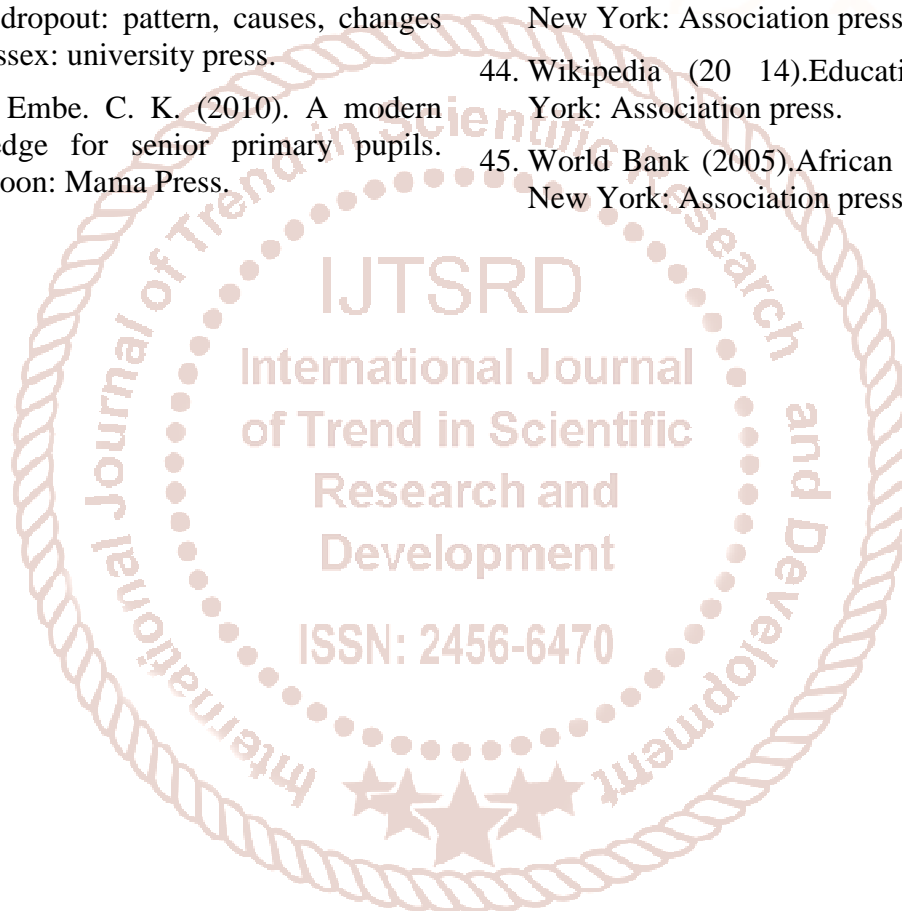 dropout: pattern, causes, changes
ssex: university press.
Embe. C. K. (2010). A modern
edge for senior primary pupils.
oon: Mama Press.
New York: Association press
44. Wikipedia (20 14).Educati
York: Association press.
45. World Bank (2005).African
New York: Association press
International Journal of Trend in Scientific Research and Development
IJTSRD
International Journal
of Trend in Scientific
Research and
Development
ISSN: 2456-6470